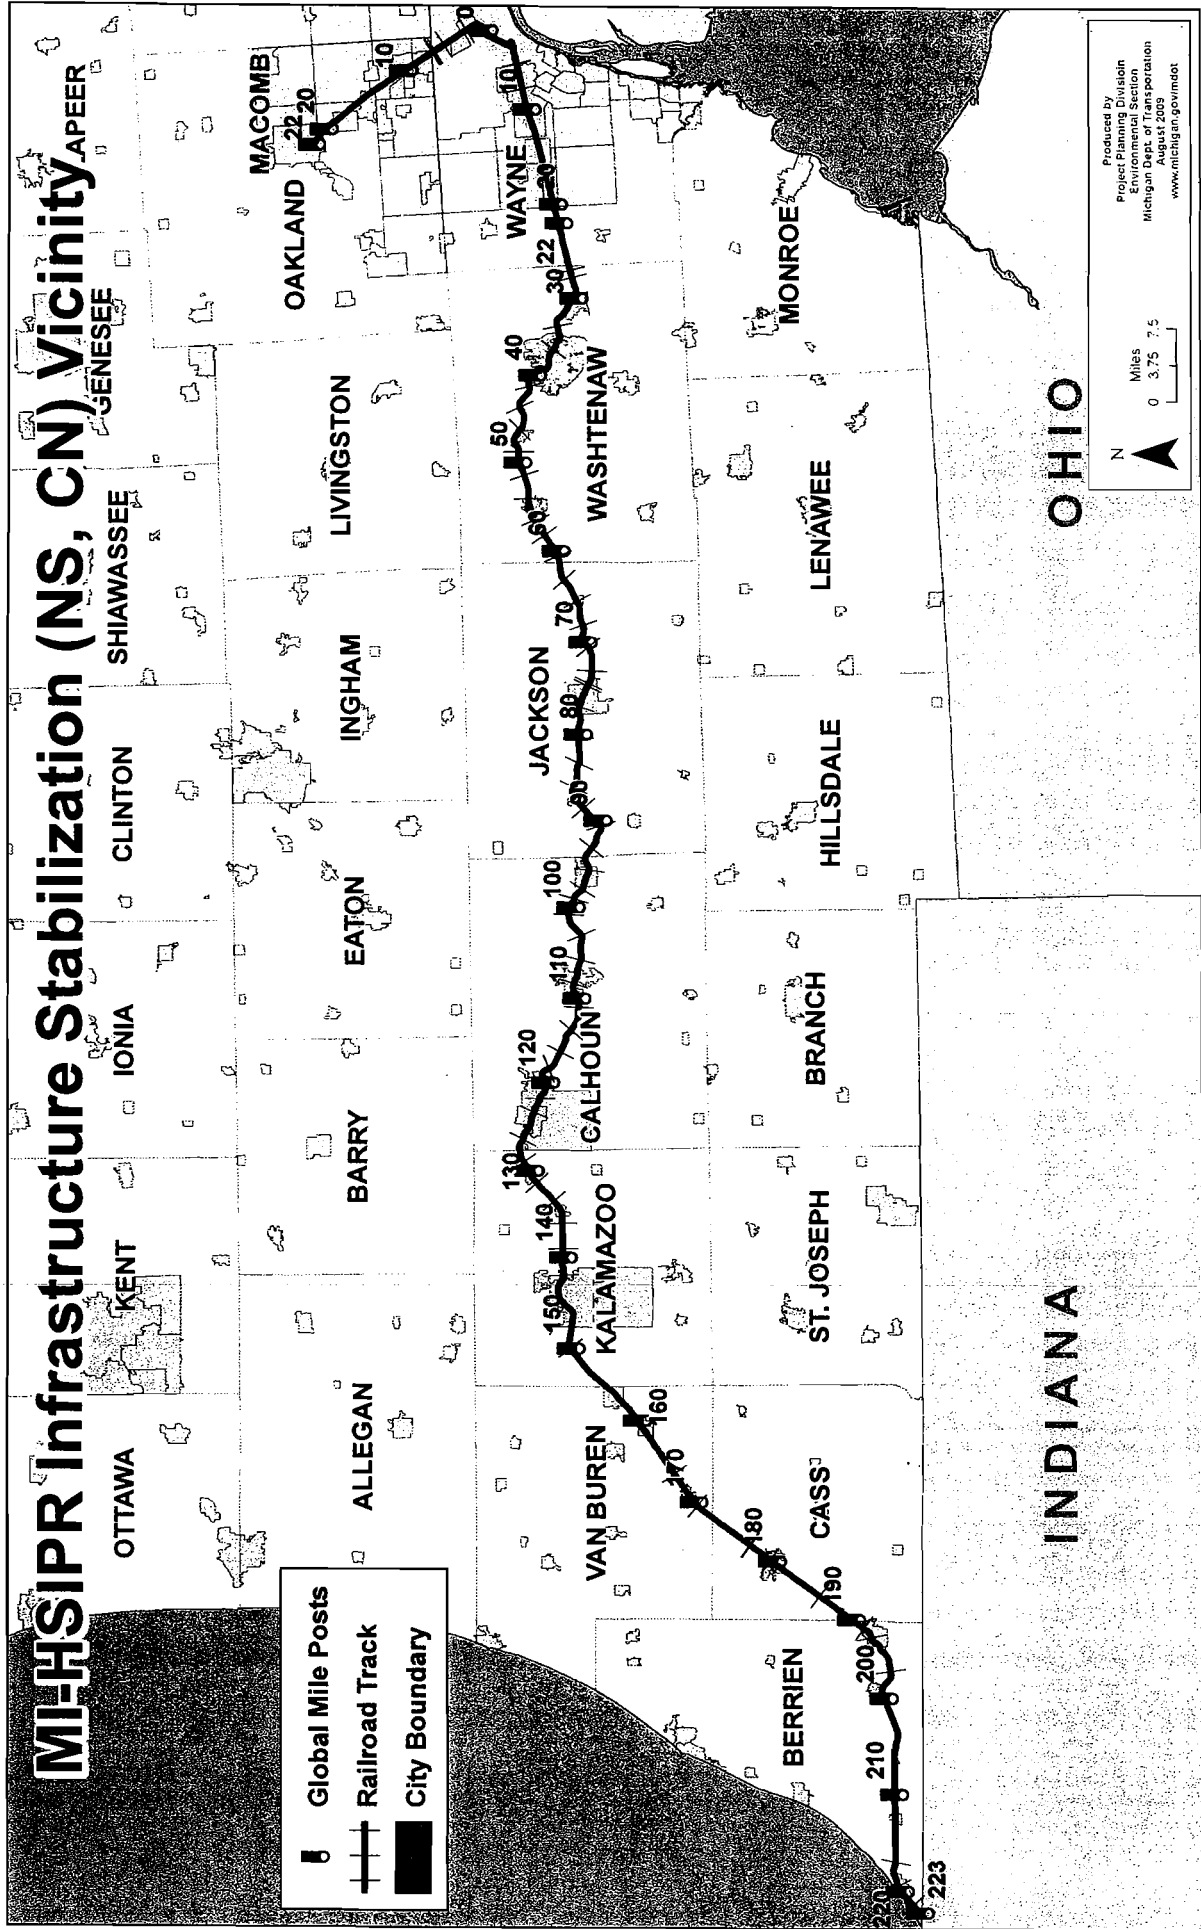 MI-HSIPR Infrastructure Stabilization (NS, CN) Vicinity
OTTAWA
KENT
IONIA
CLINTON
SHIAWASSEE
GENESEE
APEER
ALLEGAN
BARRY
EATON
INGHAM
LIVINGSTON
OAKLAND
MACOMB
VAN BUREN
KALAMAZOO
CALHOUN
JACKSON
WASHTENAW
WAYNE
BERRIEN
CASS
ST. JOSEPH
BRANCH
HILLSDALE
LENAWEE
MONROE
INDIANA
OHIO
22
20
10
0
10
20
22
30
40
50
60
70
80
90
100
110
120
130
140
150
160
170
180
190
200
210
220
223
Global Mile Posts
Railroad Track
City Boundary
N
Miles
0 3.75 7.5
Produced by
Project Planning Divisioin
Environmental Section
Michigan Dept. of Transportation
August 2009
www.michigan.gov/mdot